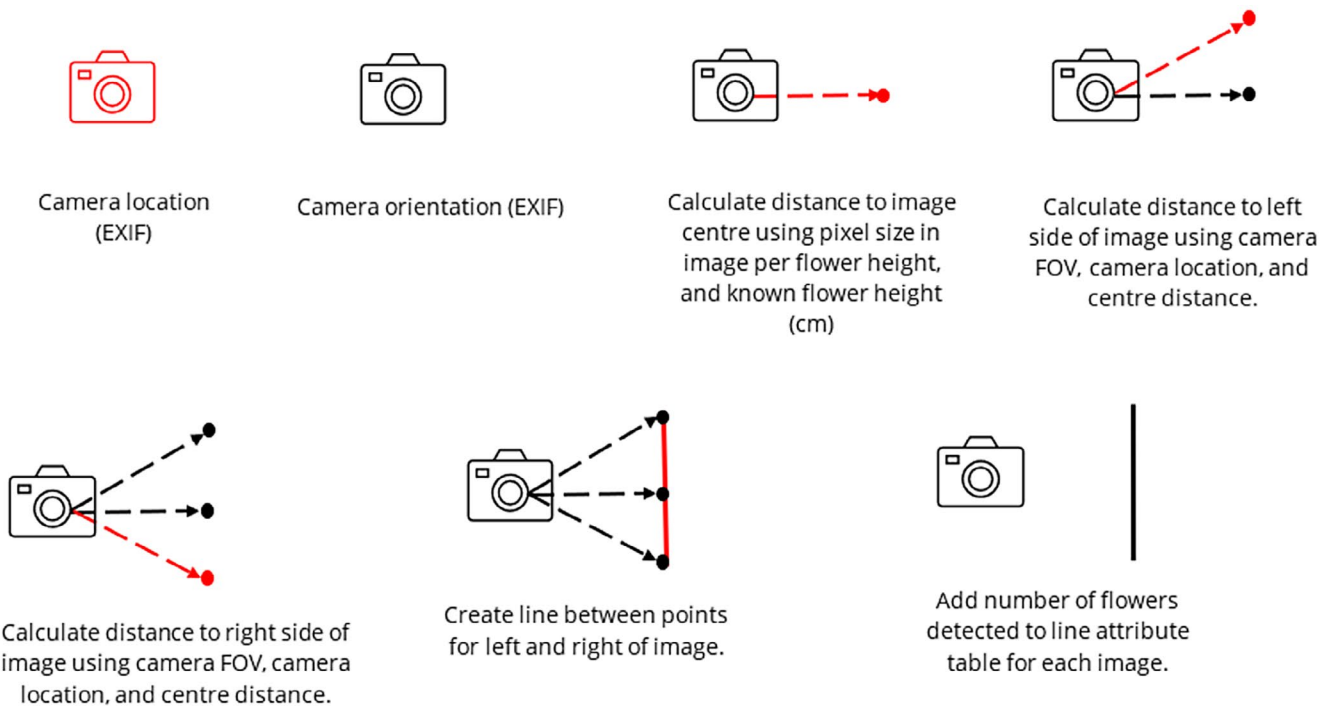 Camera location
(EXIF)
Camera orientation (EXIF)
Calculate distance to image
centre using pixel size in
image per flower height,
and known flower height
(cm)
Calculate distance to left
side of image using camera
FOV, camera location, and
centre distance.
Calculate distance to right side of
image using camera FOV, camera
location, and centre distance.
Create line between points
for left and right of image.
Add number of flowers
detected to line attribute
table for each image.